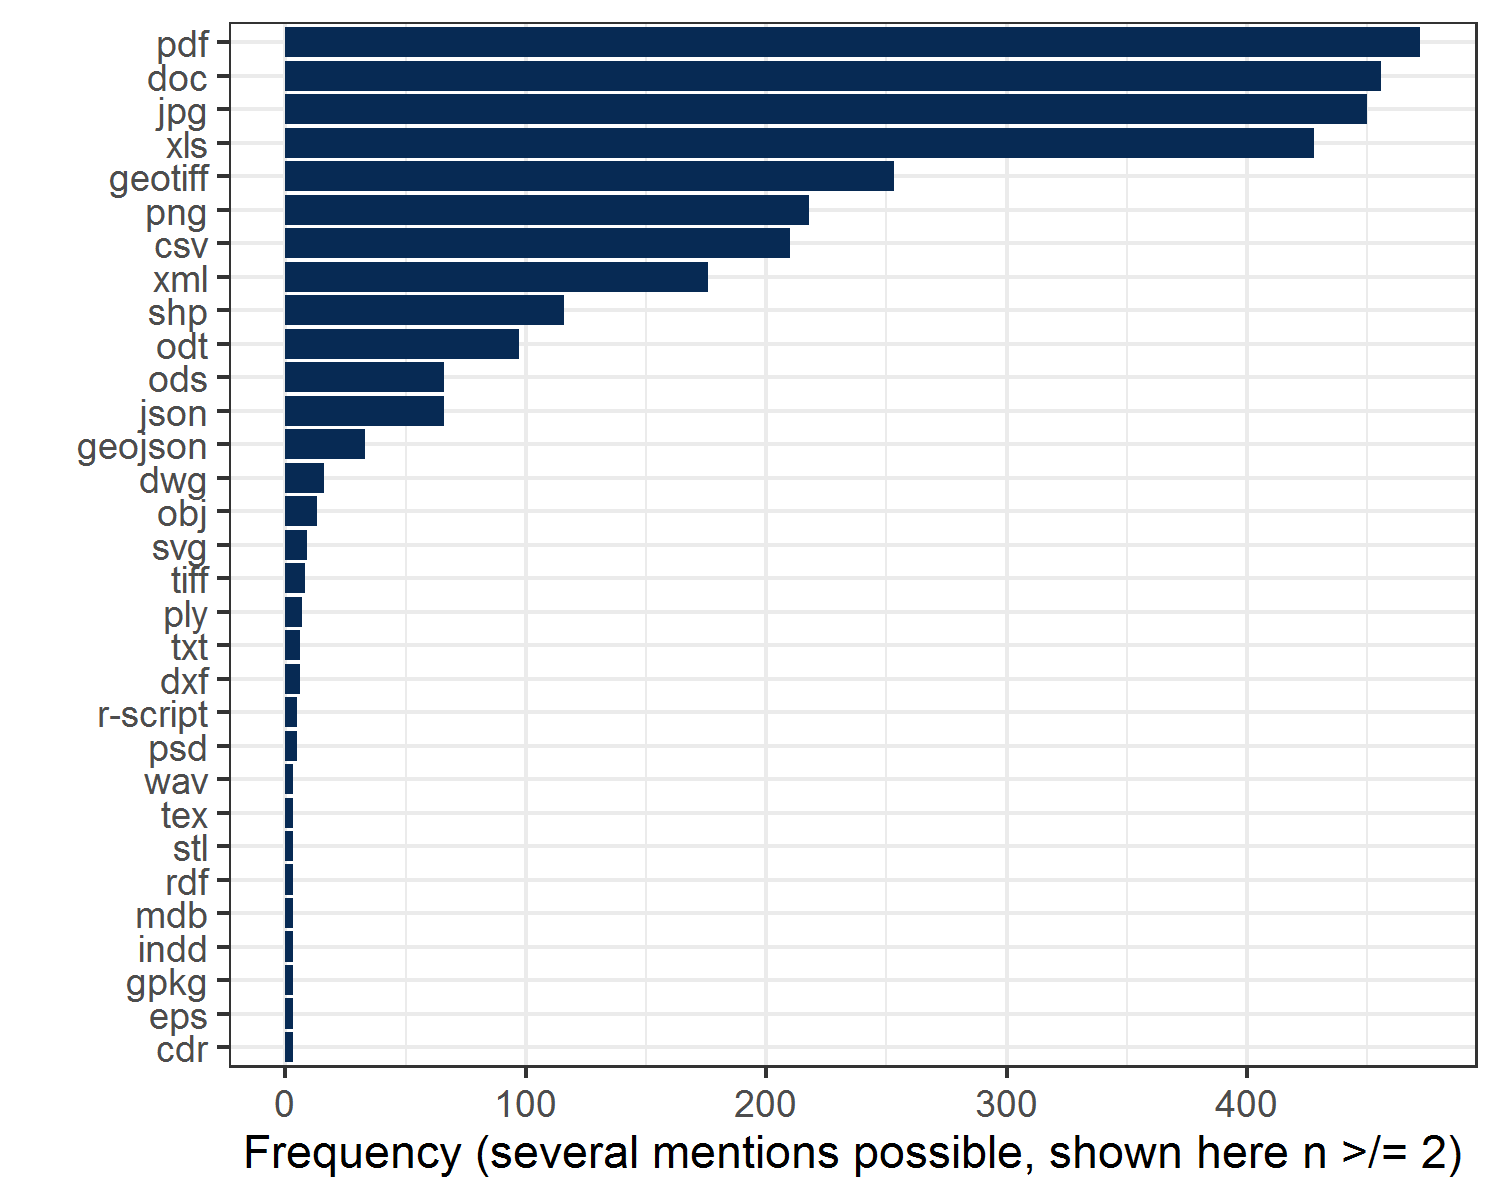 pdf
doc
jpg
xls
geotiff
png
csv
xml
shp
odt
ods
json
geojson
dwg
obj
svg
tiff
ply
txt
dxf
r-script
psd
wav
tex
stl
rdf
mdb
indd
gpkg
eps
cdr
0 100 200 300 400
Frequency (several mentions possible, shown here n >/= 2)